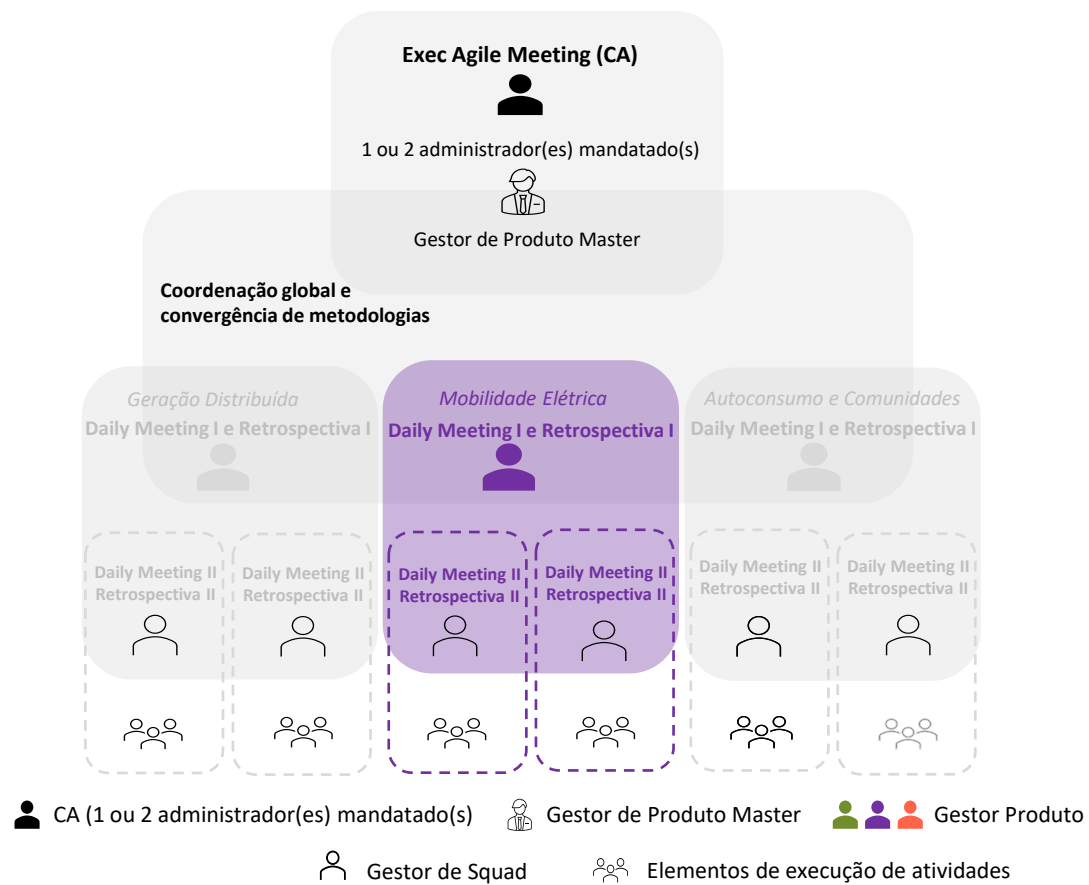 Exec Agile Meeting (CA)
1 ou 2 administrador(es) mandatado(s)
Gestor de Produto Master
Coordenação global e
convergência de metodologias
Geração Distribuída
Daily Meeting I e Retrospectiva I
Mobilidade Elétrica
Daily Meeting I e Retrospectiva I
Autoconsumo e Comunidades
Daily Meeting I e Retrospectiva I
Daily Meeting II
Retrospectiva II
Daily Meeting II
Retrospectiva II
Daily Meeting II
Retrospectiva II
Daily Meeting II
Retrospectiva II
Daily Meeting II
Retrospectiva II
Daily Meeting II
Retrospectiva II
CA (1 ou 2 administrador(es) mandatado(s)
Gestor de Produto Master
Gestor Produto
Gestor de Squad
Elementos de execução de atividades